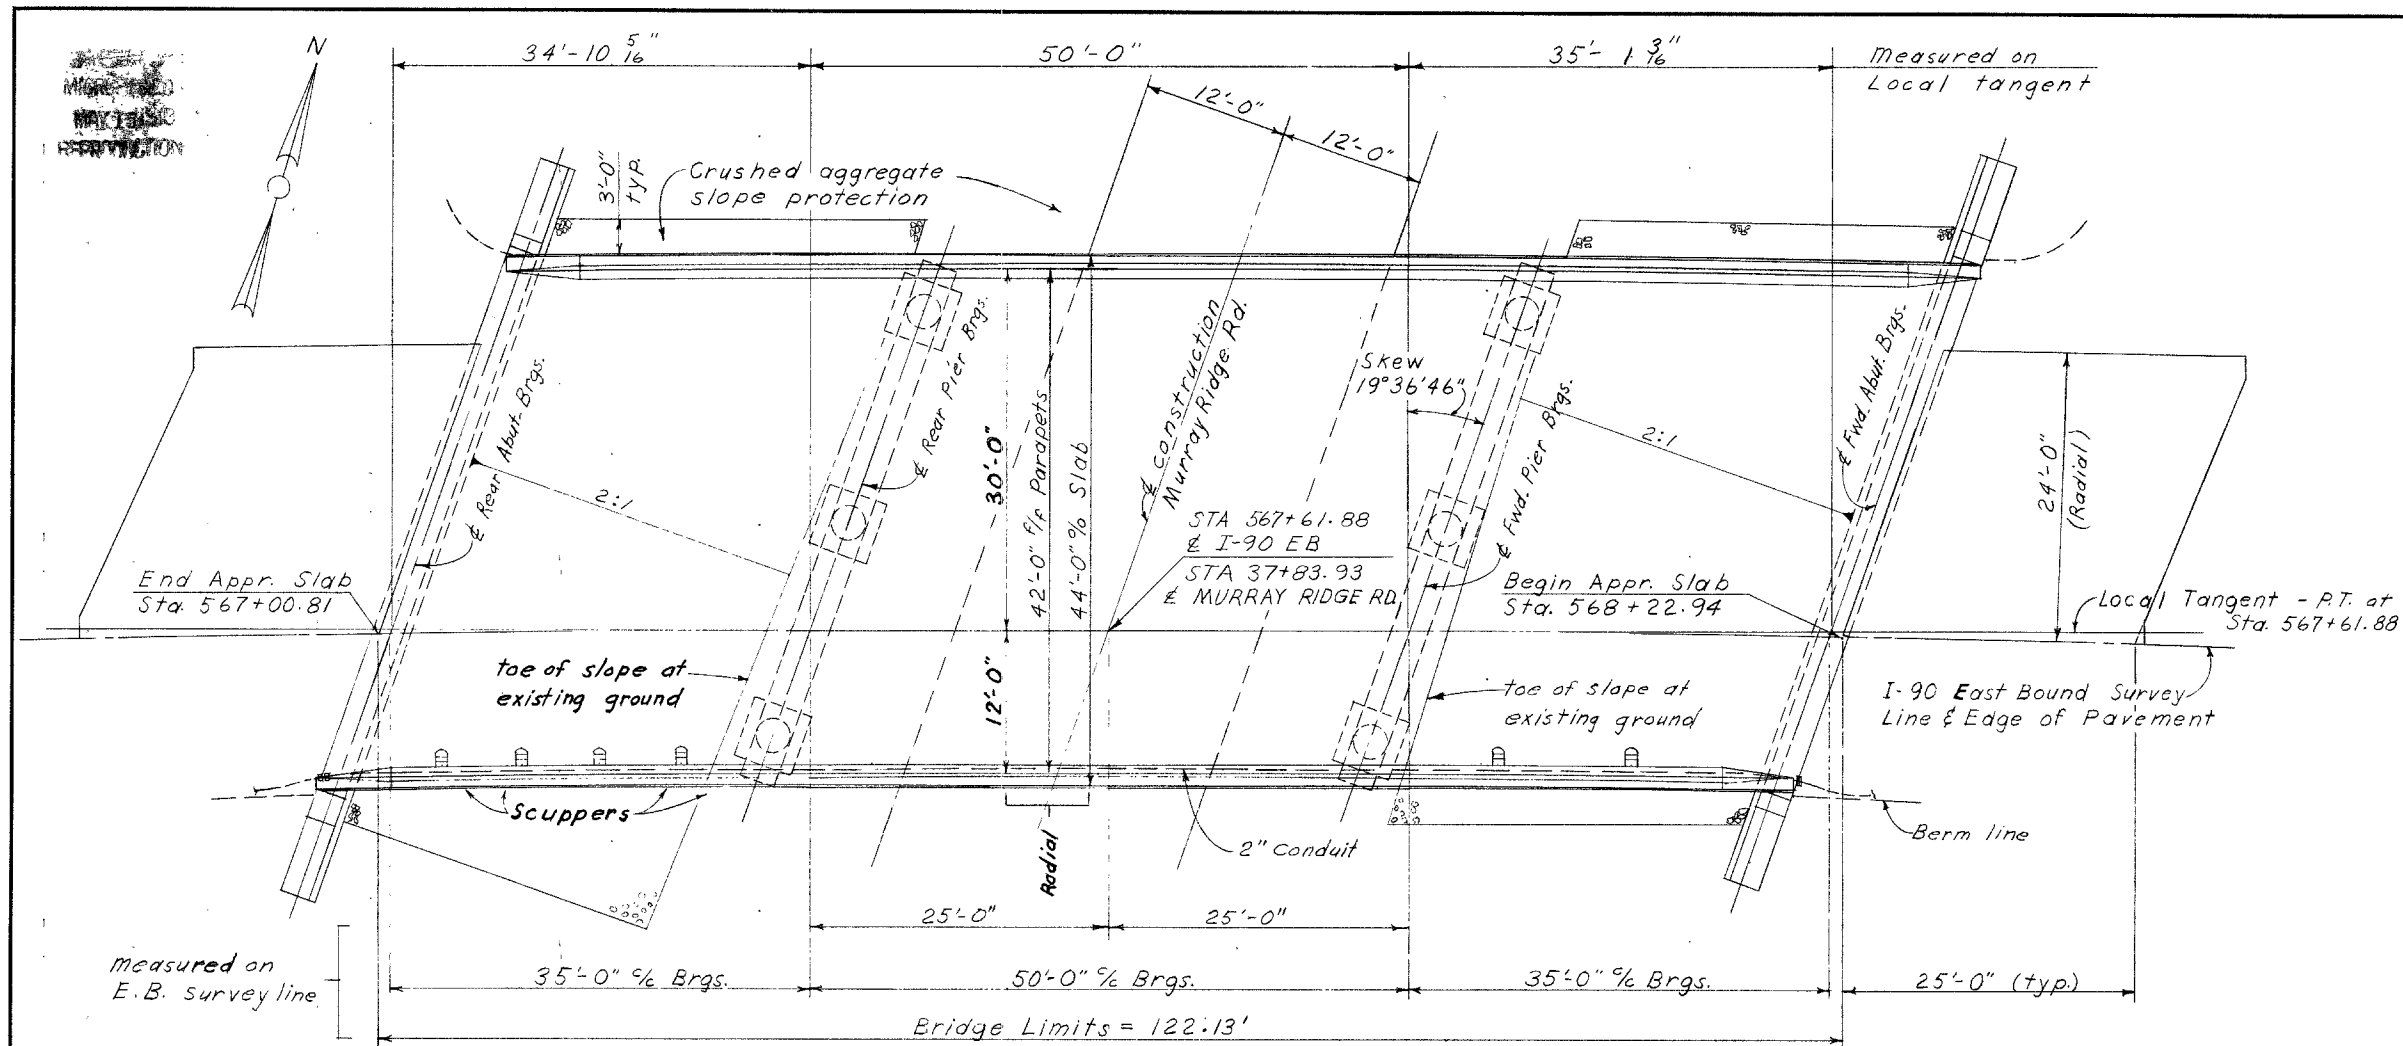 34'-10 5/16"
50'-0"
35'- 1 3/16"
measured on
Local tangent
N
MAY
12'-0"
12'-0"
3'-0"
typ.
Crushed aggregate
slope protection
℄ Rear Abut. Brgs.
℄ Rear Pier Brgs.
30'-0"
42'-0" f/f Parapets
44'-0" o/o Slab
℄ construction
Murray Ridge Rd.
Skew
19°36'46"
℄ Fwd. Pier Brgs.
℄ Fwd. Abut. Brgs.
2:1
2:1
24'-0"
(Radial)
STA 567+61.88
℄ I-90 EB
STA 37+83.93
℄ MURRAY RIDGE RD.
End Appr. Slab
Sta. 567+00.81
Begin Appr. Slab
Sta. 568+22.94
Local Tangent - P.T. at
Sta. 567+61.88
toe of slope at
existing ground
12'-0"
toe of slope at
existing ground
I-90 East Bound Survey
Line & Edge of Pavement
Scuppers
Radial
2" Conduit
Berm line
25'-0"
25'-0"
measured on
E.B. survey line
35'-0" c/c Brgs.
50'-0" c/c Brgs.
35'-0" c/c Brgs.
25'-0" (typ.)
Bridge Limits = 122.13'